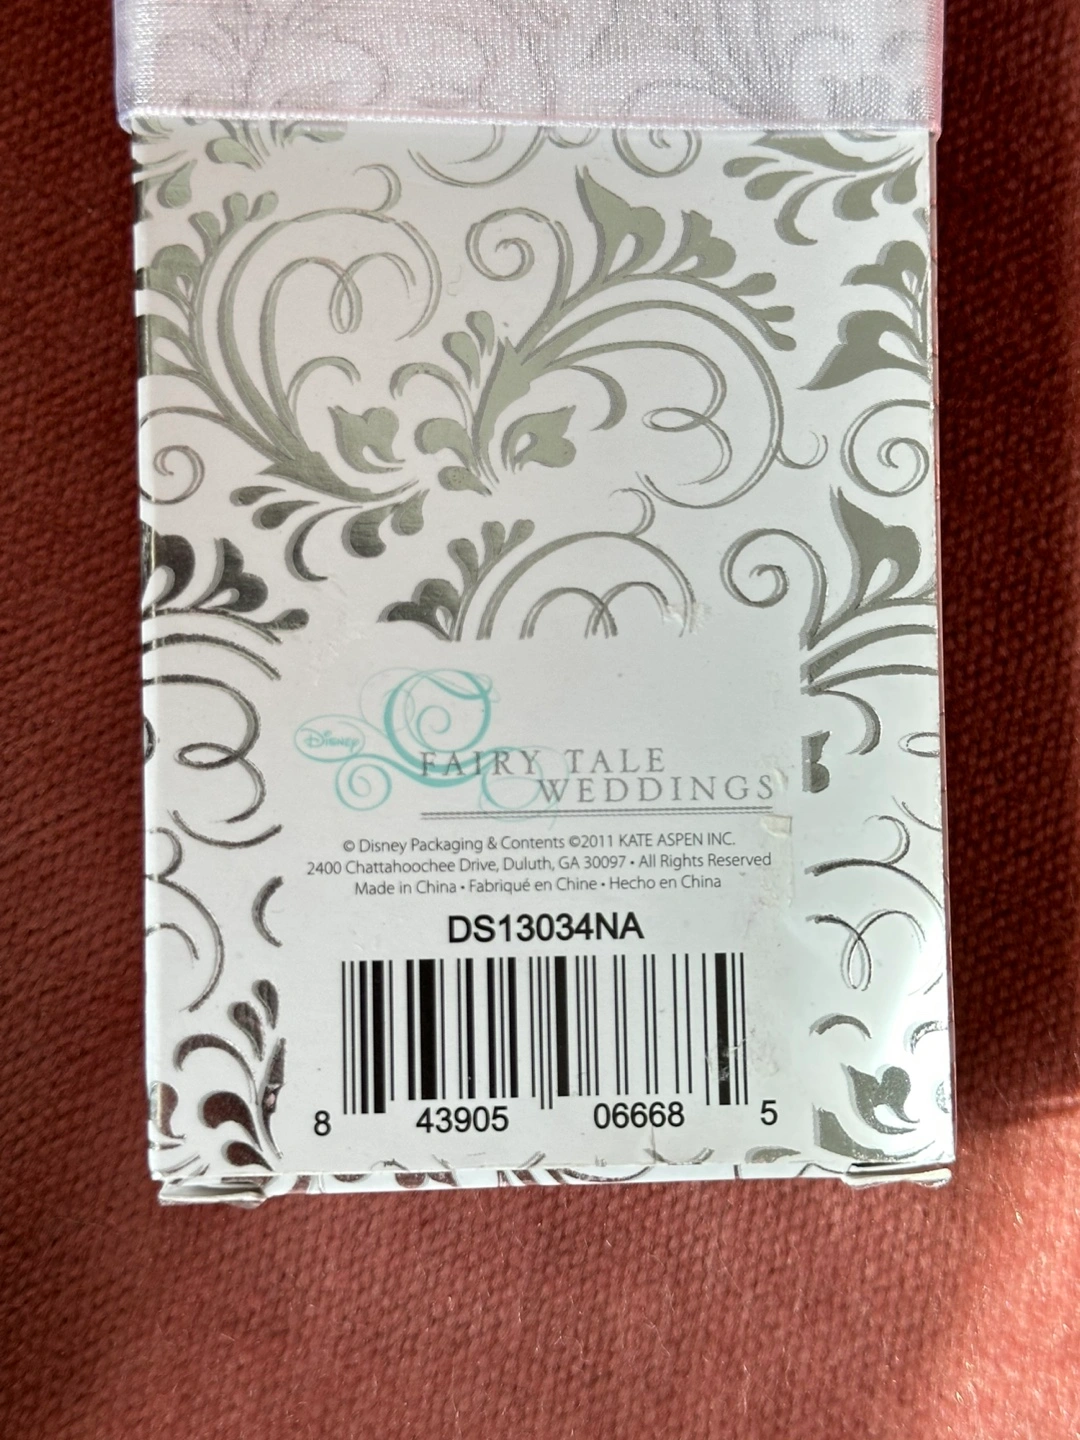 Disney
FAIRY TALE
WEDDINGS
© Disney Packaging & Contents ©2011 KATE ASPEN INC.
2400 Chattahoochee Drive, Duluth, GA 30097 • All Rights Reserved
Made in China • Fabriqué en Chine • Hecho en China
DS13034NA
8 43905 06668 5